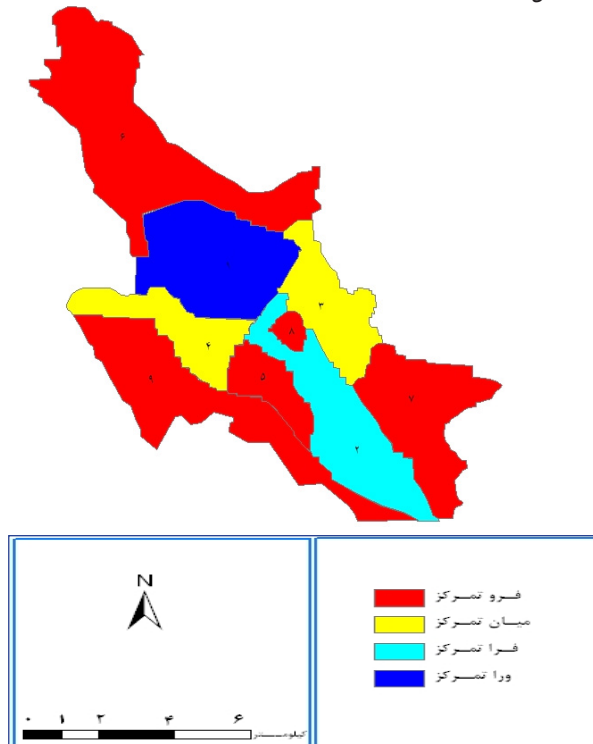 ۶
۱
۳
۸
۴
۵
۹
۷
۲
N
فرو تمرکز
میان تمرکز
فرا تمرکز
ورا تمرکز
۰ ۱ ۲ ۴ ۶
کیلومتر